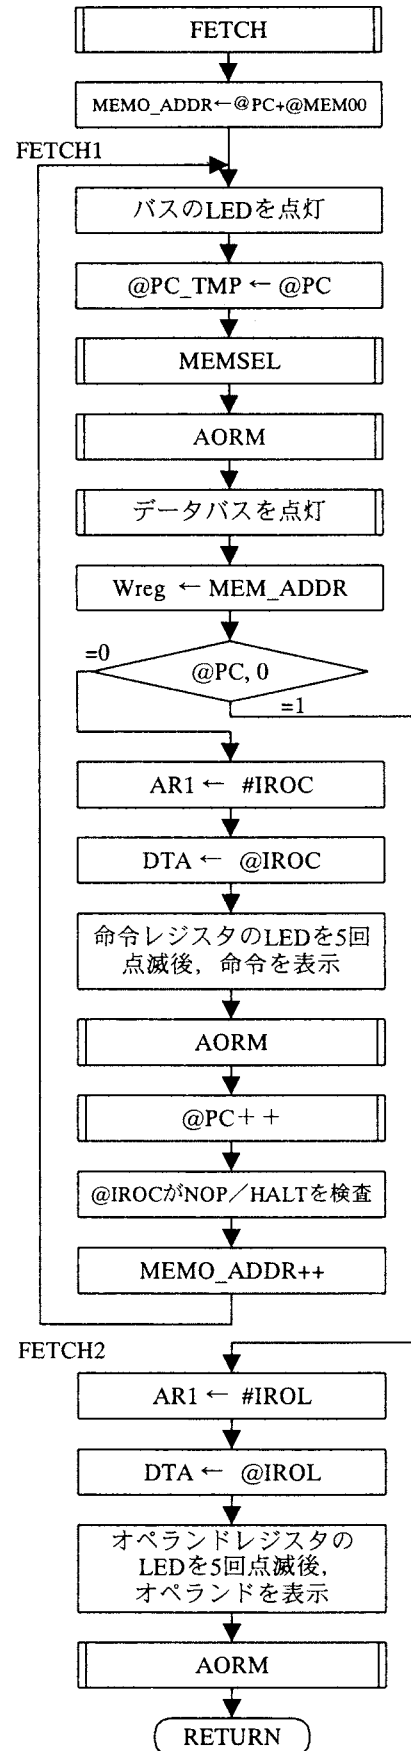 FETCH
MEMO_ADDR←@PC+@MEM00
FETCH1
バスのLEDを点灯
@PC_TMP ← @PC
MEMSEL
AORM
データバスを点灯
Wreg ← MEM_ADDR
=0
@PC, 0
=1
AR1 ← #IROC
DTA ← @IROC
命令レジスタのLEDを5回
点滅後，命令を表示
AORM
@PC＋＋
@IROCがNOP／HALTを検査
MEMO_ADDR++
FETCH2
AR1 ← #IROL
DTA ← @IROL
オペランドレジスタの
LEDを5回点滅後，
オペランドを表示
AORM
RETURN